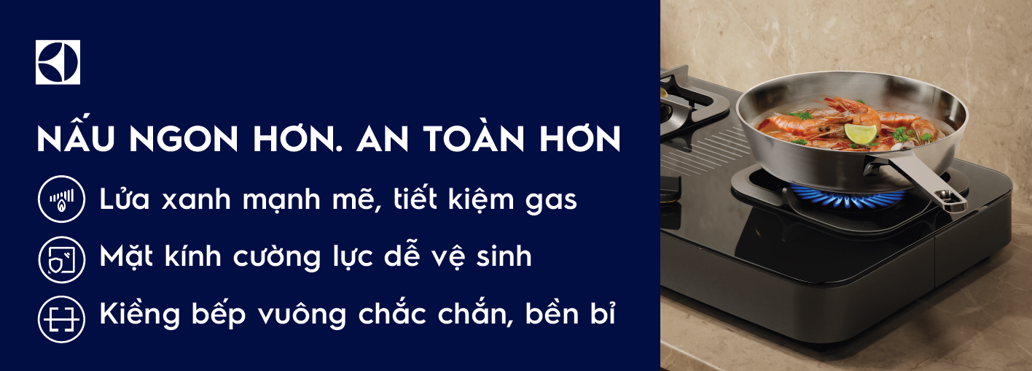 NẤU NGON HƠN. AN TOÀN HƠN
Lửa xanh mạnh mẽ, tiết kiệm gas
Mặt kính cường lực dễ vệ sinh
Kiềng bếp vuông chắc chắn, bền bỉ